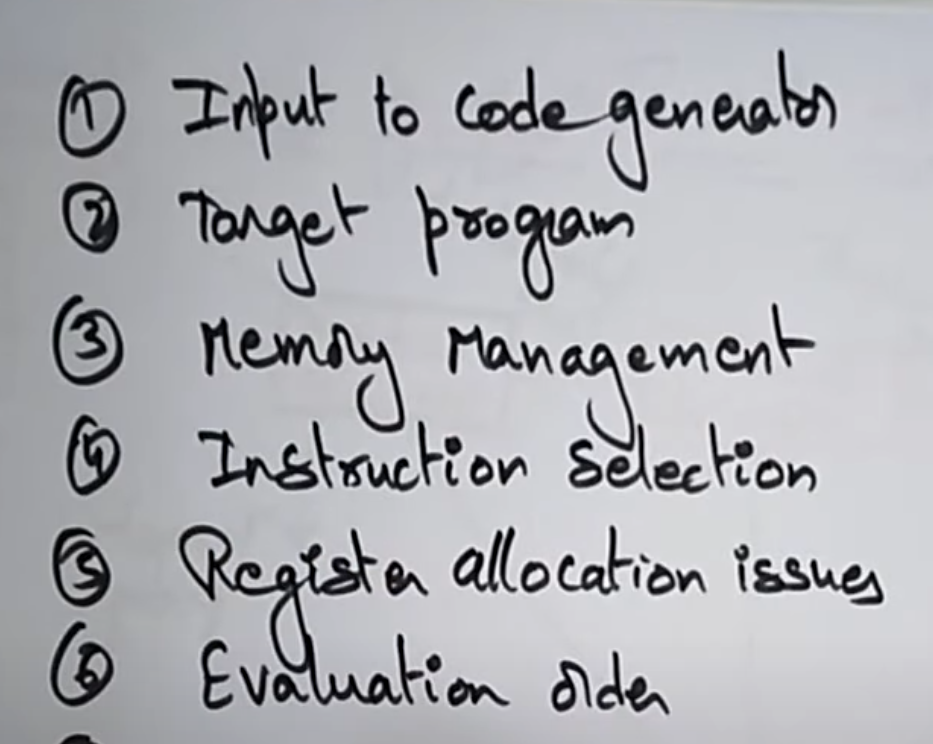 ① Input to Code generator
② Target program
③ Memory Management
④ Instruction Selection
⑤ Register allocation issues
⑥ Evaluation order